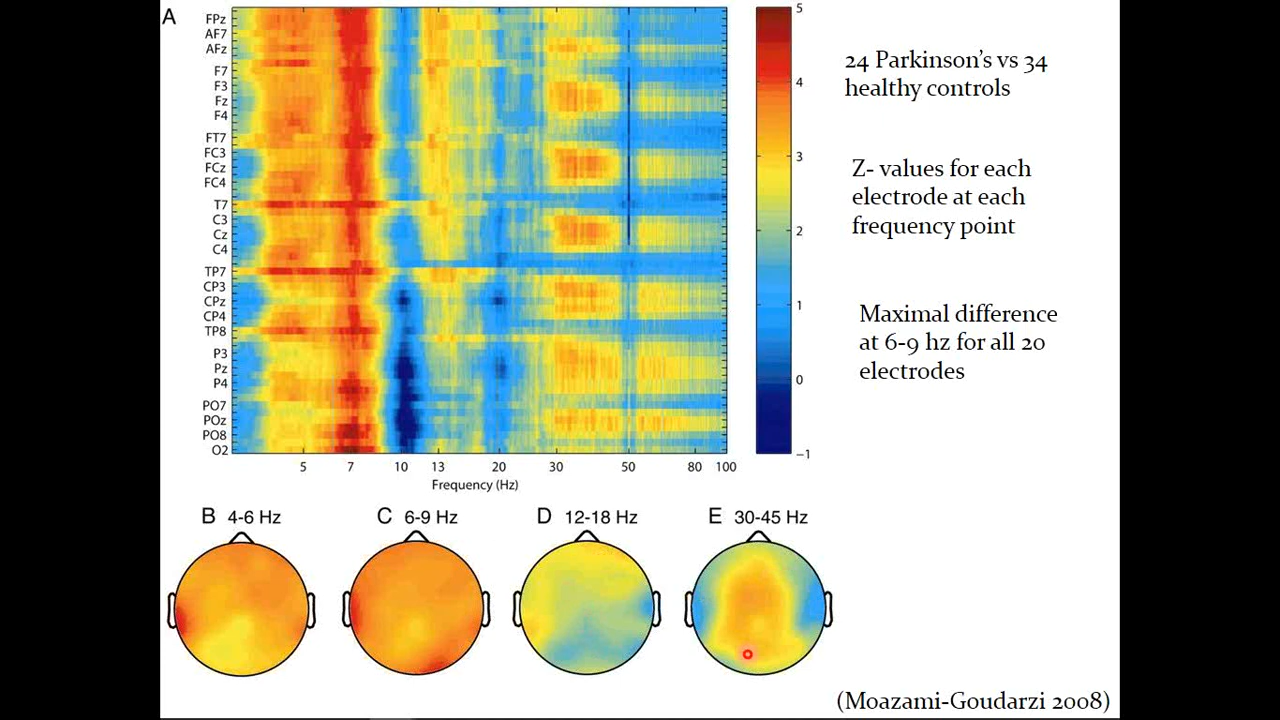 A
FPz
AF7
AFz
F7
F3
Fz
F4
FT7
FC3
FCz
FC4
T7
C3
Cz
C4
TP7
CP3
CPz
CP4
TP8
P3
Pz
P4
PO7
POz
PO8
O2
5 7 10 13 20 30 50 80 100
Frequency (Hz)
5
4
3
2
1
0
−1
24 Parkinson’s vs 34
healthy controls
Z- values for each
electrode at each
frequency point
Maximal difference
at 6-9 hz for all 20
electrodes
B 4-6 Hz
C 6-9 Hz
D 12-18 Hz
E 30-45 Hz
(Moazami-Goudarzi 2008)